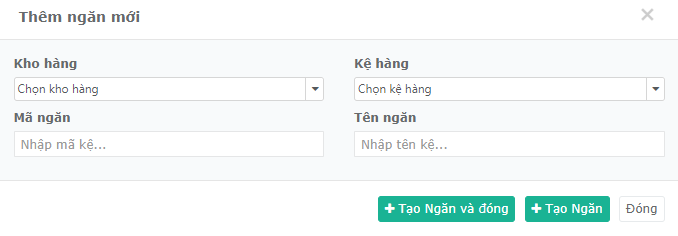 Thêm ngăn mới ×
Kho hàng Kệ hàng
Chọn kho hàng Chọn kệ hàng
Mã ngăn Tên ngăn
Nhập mã kệ... Nhập tên kệ...
+ Tạo Ngăn và đóng + Tạo Ngăn Đóng